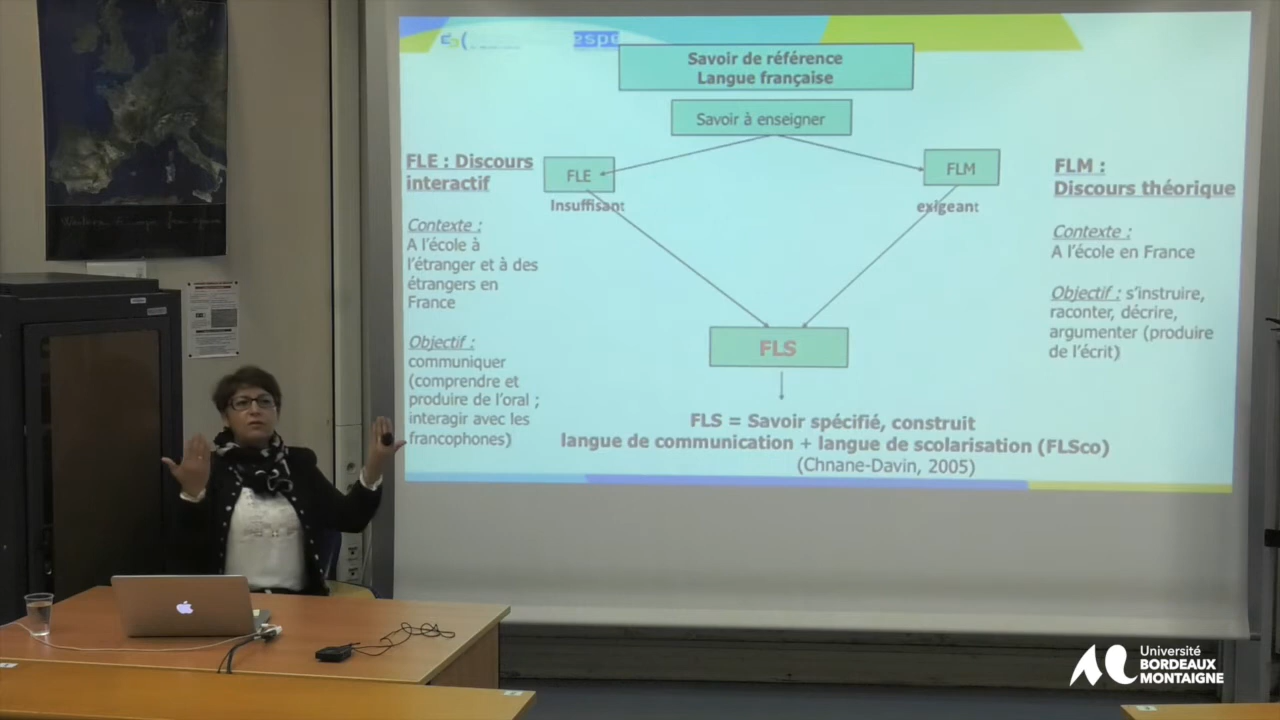 espe
Savoir de référence
Langue française
Savoir à enseigner
FLE : Discours
interactif
FLE
Insuffisant
FLM
exigeant
FLM :
Discours théorique
Contexte :
A l'école à
l'étranger et à des
étrangers en
France
Objectif :
communiquer
(comprendre et
produire de l'oral ;
interagir avec les
francophones)
Contexte :
A l'école en France
Objectif : s'instruire,
raconter, décrire,
argumenter (produire
de l'écrit)
FLS
FLS = Savoir spécifié, construit
langue de communication + langue de scolarisation (FLSco)
(Chnane-Davin, 2005)
Université
BORDEAUX
MONTAIGNE